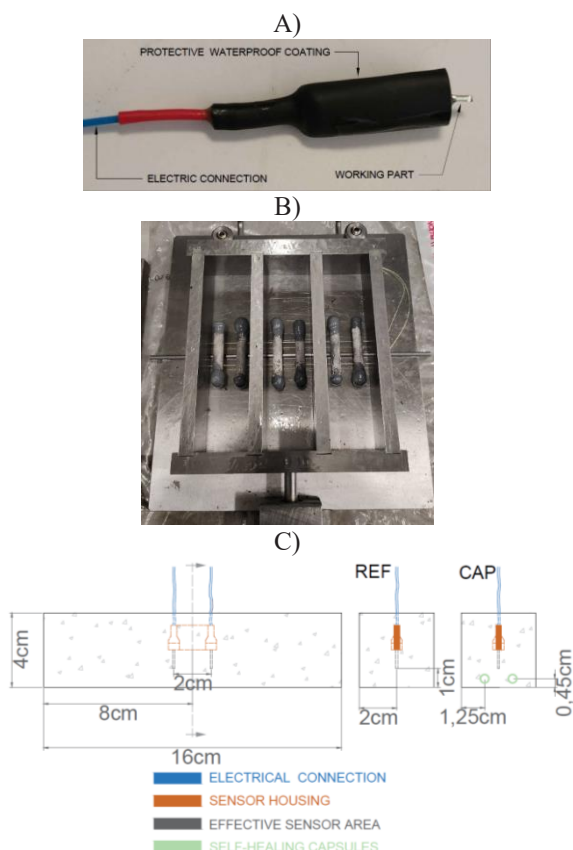 A)
PROTECTIVE WATERPROOF COATING
ELECTRIC CONNECTION
WORKING PART
B)
C)
REF
CAP
4cm
2cm
8cm
16cm
2cm
1cm
1,25cm
0,45cm
ELECTRICAL CONNECTION
SENSOR HOUSING
EFFECTIVE SENSOR AREA
SELF-HEALING CAPSULES